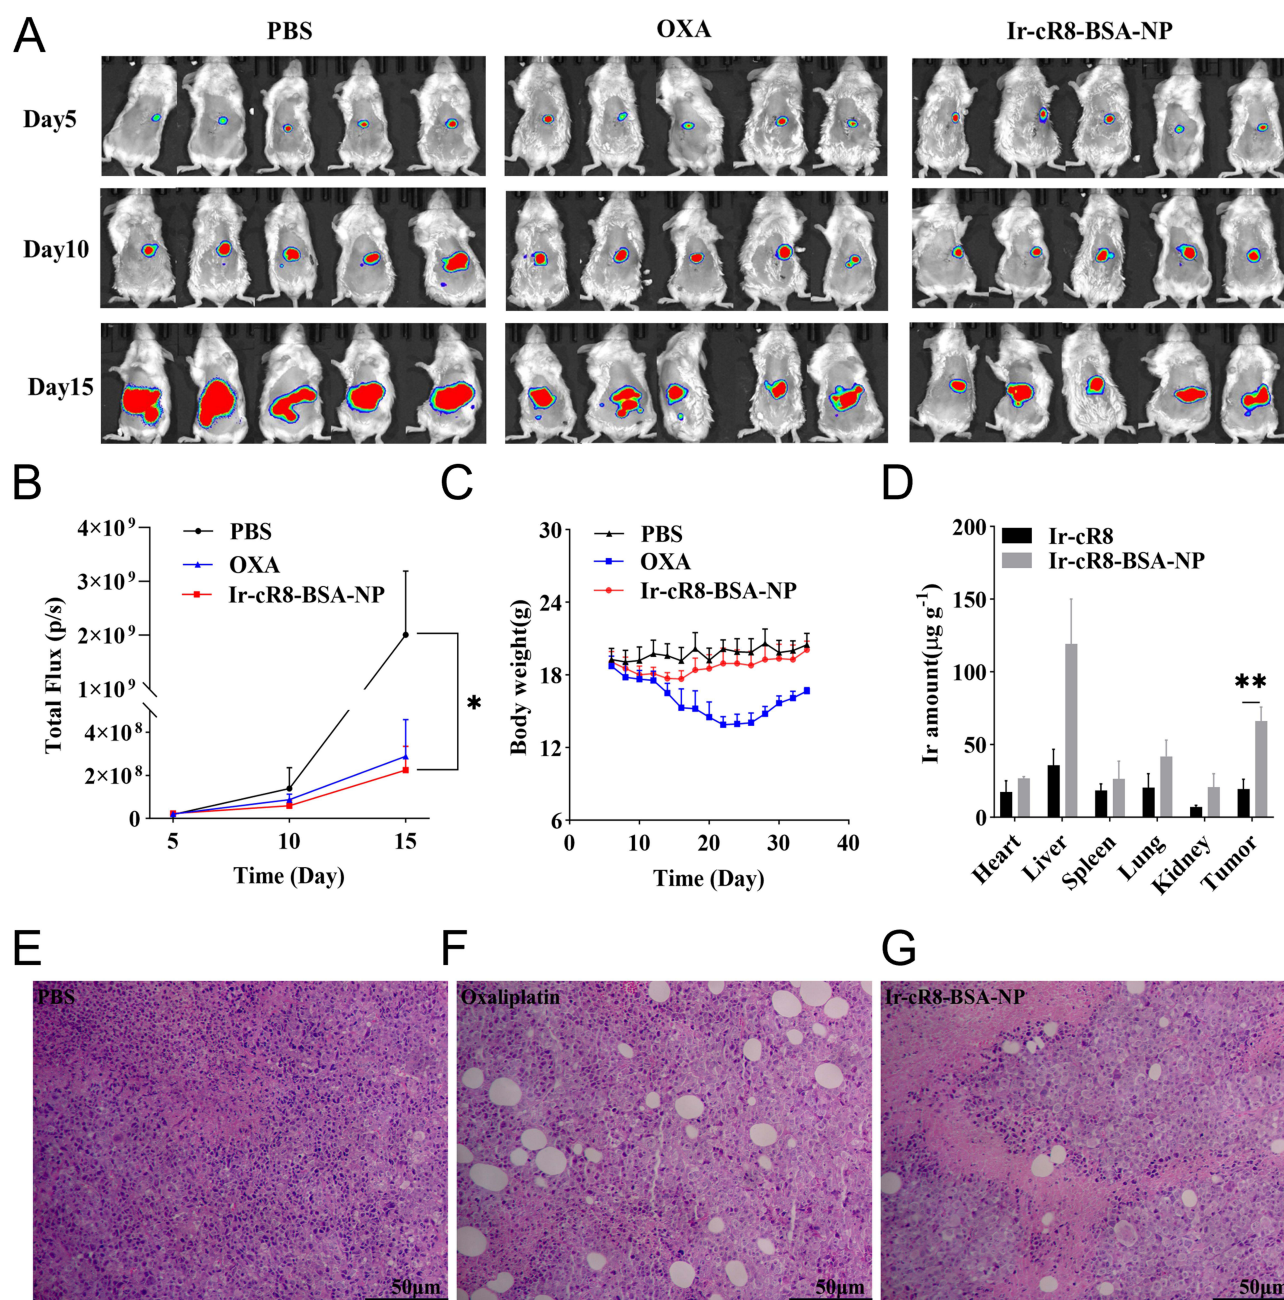 A
PBS
OXA
Ir-cR8-BSA-NP
Day5
Day10
Day15
B
C
D
4×10⁹
3×10⁹
2×10⁹
1×10⁹
4×10⁸
2×10⁸
0
Total Flux (p/s)
PBS
OXA
Ir-cR8-BSA-NP
*
5
10
15
Time (Day)
30
24
18
12
6
Body weight(g)
PBS
OXA
Ir-cR8-BSA-NP
0
10
20
30
40
Time (Day)
200
150
100
50
0
Ir amount(μg g⁻¹)
Ir-cR8
Ir-cR8-BSA-NP
**
Heart
Liver
Spleen
Lung
Kidney
Tumor
E
F
G
PBS
50μm
Oxaliplatin
50μm
Ir-cR8-BSA-NP
50μm